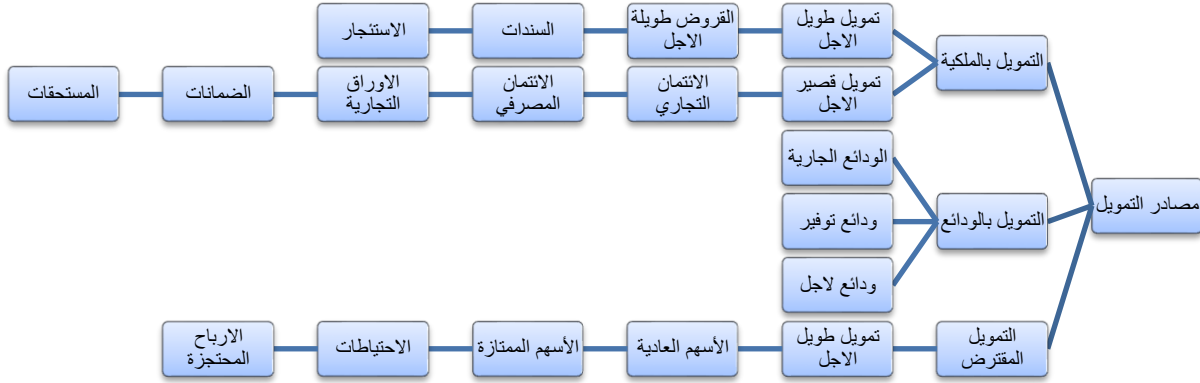 تمويل طويل
الاجل
القروض طويلة
الاجل
السندات
الاستئجار
التمويل بالملكية
تمويل قصير
الاجل
الائتمان
التجاري
الائتمان
المصرفي
الاوراق
التجارية
الضمانات
المستحقات
الودائع الجارية
مصادر التمويل
التمويل بالودائع
ودائع توفير
ودائع لاجل
التمويل
المقترض
تمويل طويل
الاجل
الأسهم العادية
الأسهم الممتازة
الاحتياطات
الارباح
المحتجزة